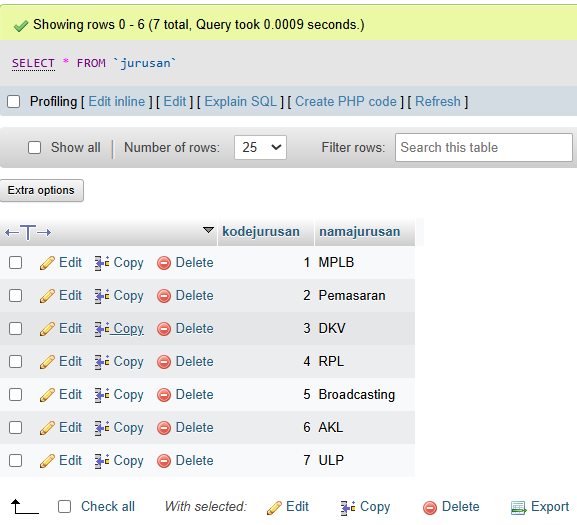 Showing rows 0 - 6 (7 total, Query took 0.0009 seconds.)
SELECT * FROM `jurusan`
Profiling [ Edit inline ] [ Edit ] [ Explain SQL ] [ Create PHP code ] [ Refresh ]
Show all | Number of rows: 25 Filter rows: Search this table
Extra options
←T→ kodejurusan namajurusan
Edit Copy Delete 1 MPLB
Edit Copy Delete 2 Pemasaran
Edit Copy Delete 3 DKV
Edit Copy Delete 4 RPL
Edit Copy Delete 5 Broadcasting
Edit Copy Delete 6 AKL
Edit Copy Delete 7 ULP
Check all With selected: Edit Copy Delete Export